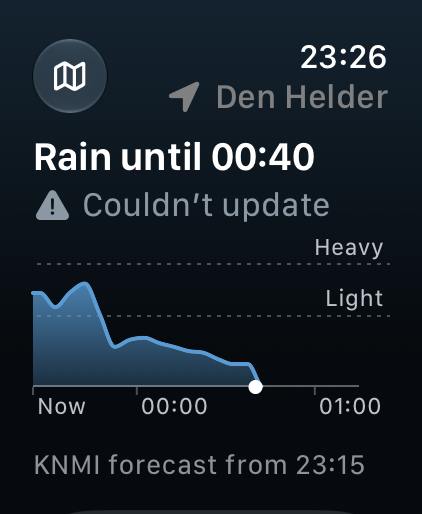 23:26
Den Helder
Rain until 00:40
Couldn't update
Heavy
Light
Now 00:00 01:00
KNMI forecast from 23:15